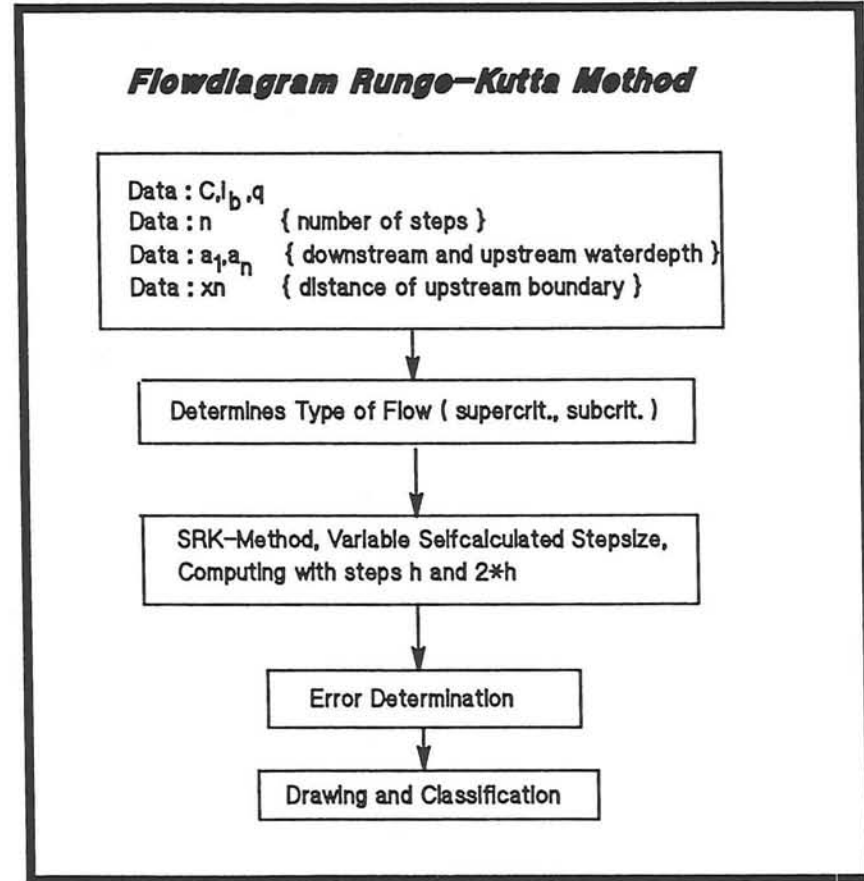 Flowdiagram Runge-Kutta Method
Data : C,I_b,q
Data : n { number of steps }
Data : a_1,a_n { downstream and upstream waterdepth }
Data : xn { distance of upstream boundary }
Determines Type of Flow ( supercrit., subcrit. )
SRK-Method, Variable Selfcalculated Stepsize,
Computing with steps h and 2*h
Error Determination
Drawing and Classification